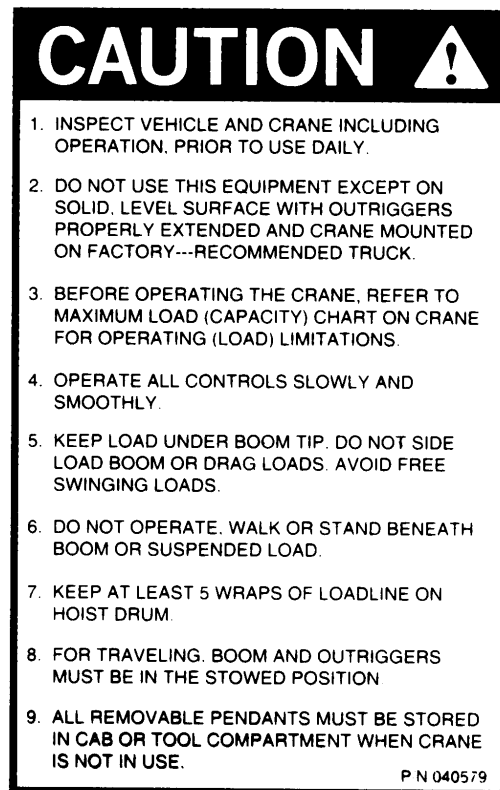 CAUTION
1. INSPECT VEHICLE AND CRANE INCLUDING
OPERATION, PRIOR TO USE DAILY.
2. DO NOT USE THIS EQUIPMENT EXCEPT ON
SOLID, LEVEL SURFACE WITH OUTRIGGERS
PROPERLY EXTENDED AND CRANE MOUNTED
ON FACTORY---RECOMMENDED TRUCK.
3. BEFORE OPERATING THE CRANE, REFER TO
MAXIMUM LOAD (CAPACITY) CHART ON CRANE
FOR OPERATING (LOAD) LIMITATIONS.
4. OPERATE ALL CONTROLS SLOWLY AND
SMOOTHLY.
5. KEEP LOAD UNDER BOOM TIP. DO NOT SIDE
LOAD BOOM OR DRAG LOADS. AVOID FREE
SWINGING LOADS.
6. DO NOT OPERATE, WALK OR STAND BENEATH
BOOM OR SUSPENDED LOAD.
7. KEEP AT LEAST 5 WRAPS OF LOADLINE ON
HOIST DRUM.
8. FOR TRAVELING, BOOM AND OUTRIGGERS
MUST BE IN THE STOWED POSITION
9. ALL REMOVABLE PENDANTS MUST BE STORED
IN CAB OR TOOL COMPARTMENT WHEN CRANE
IS NOT IN USE.
P N 040579